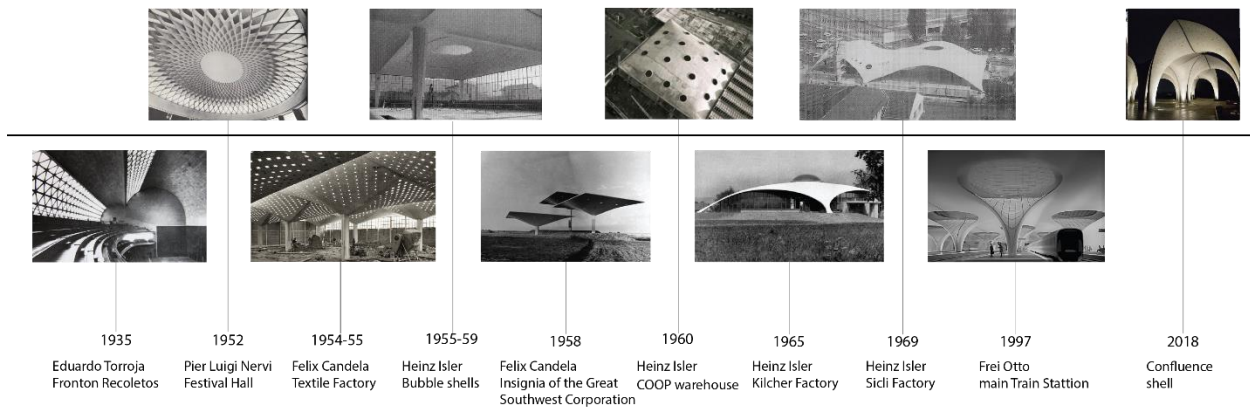 1935
Eduardo Torroja
Fronton Recoletos
1952
Pier Luigi Nervi
Festival Hall
1954-55
Felix Candela
Textile Factory
1955-59
Heinz Isler
Bubble shells
1958
Felix Candela
Insignia of the Great
Southwest Corporation
1960
Heinz Isler
COOP warehouse
1965
Heinz Isler
Kilcher Factory
1969
Heinz Isler
Sicli Factory
1997
Frei Otto
main Train Stattion
2018
Confluence
shell